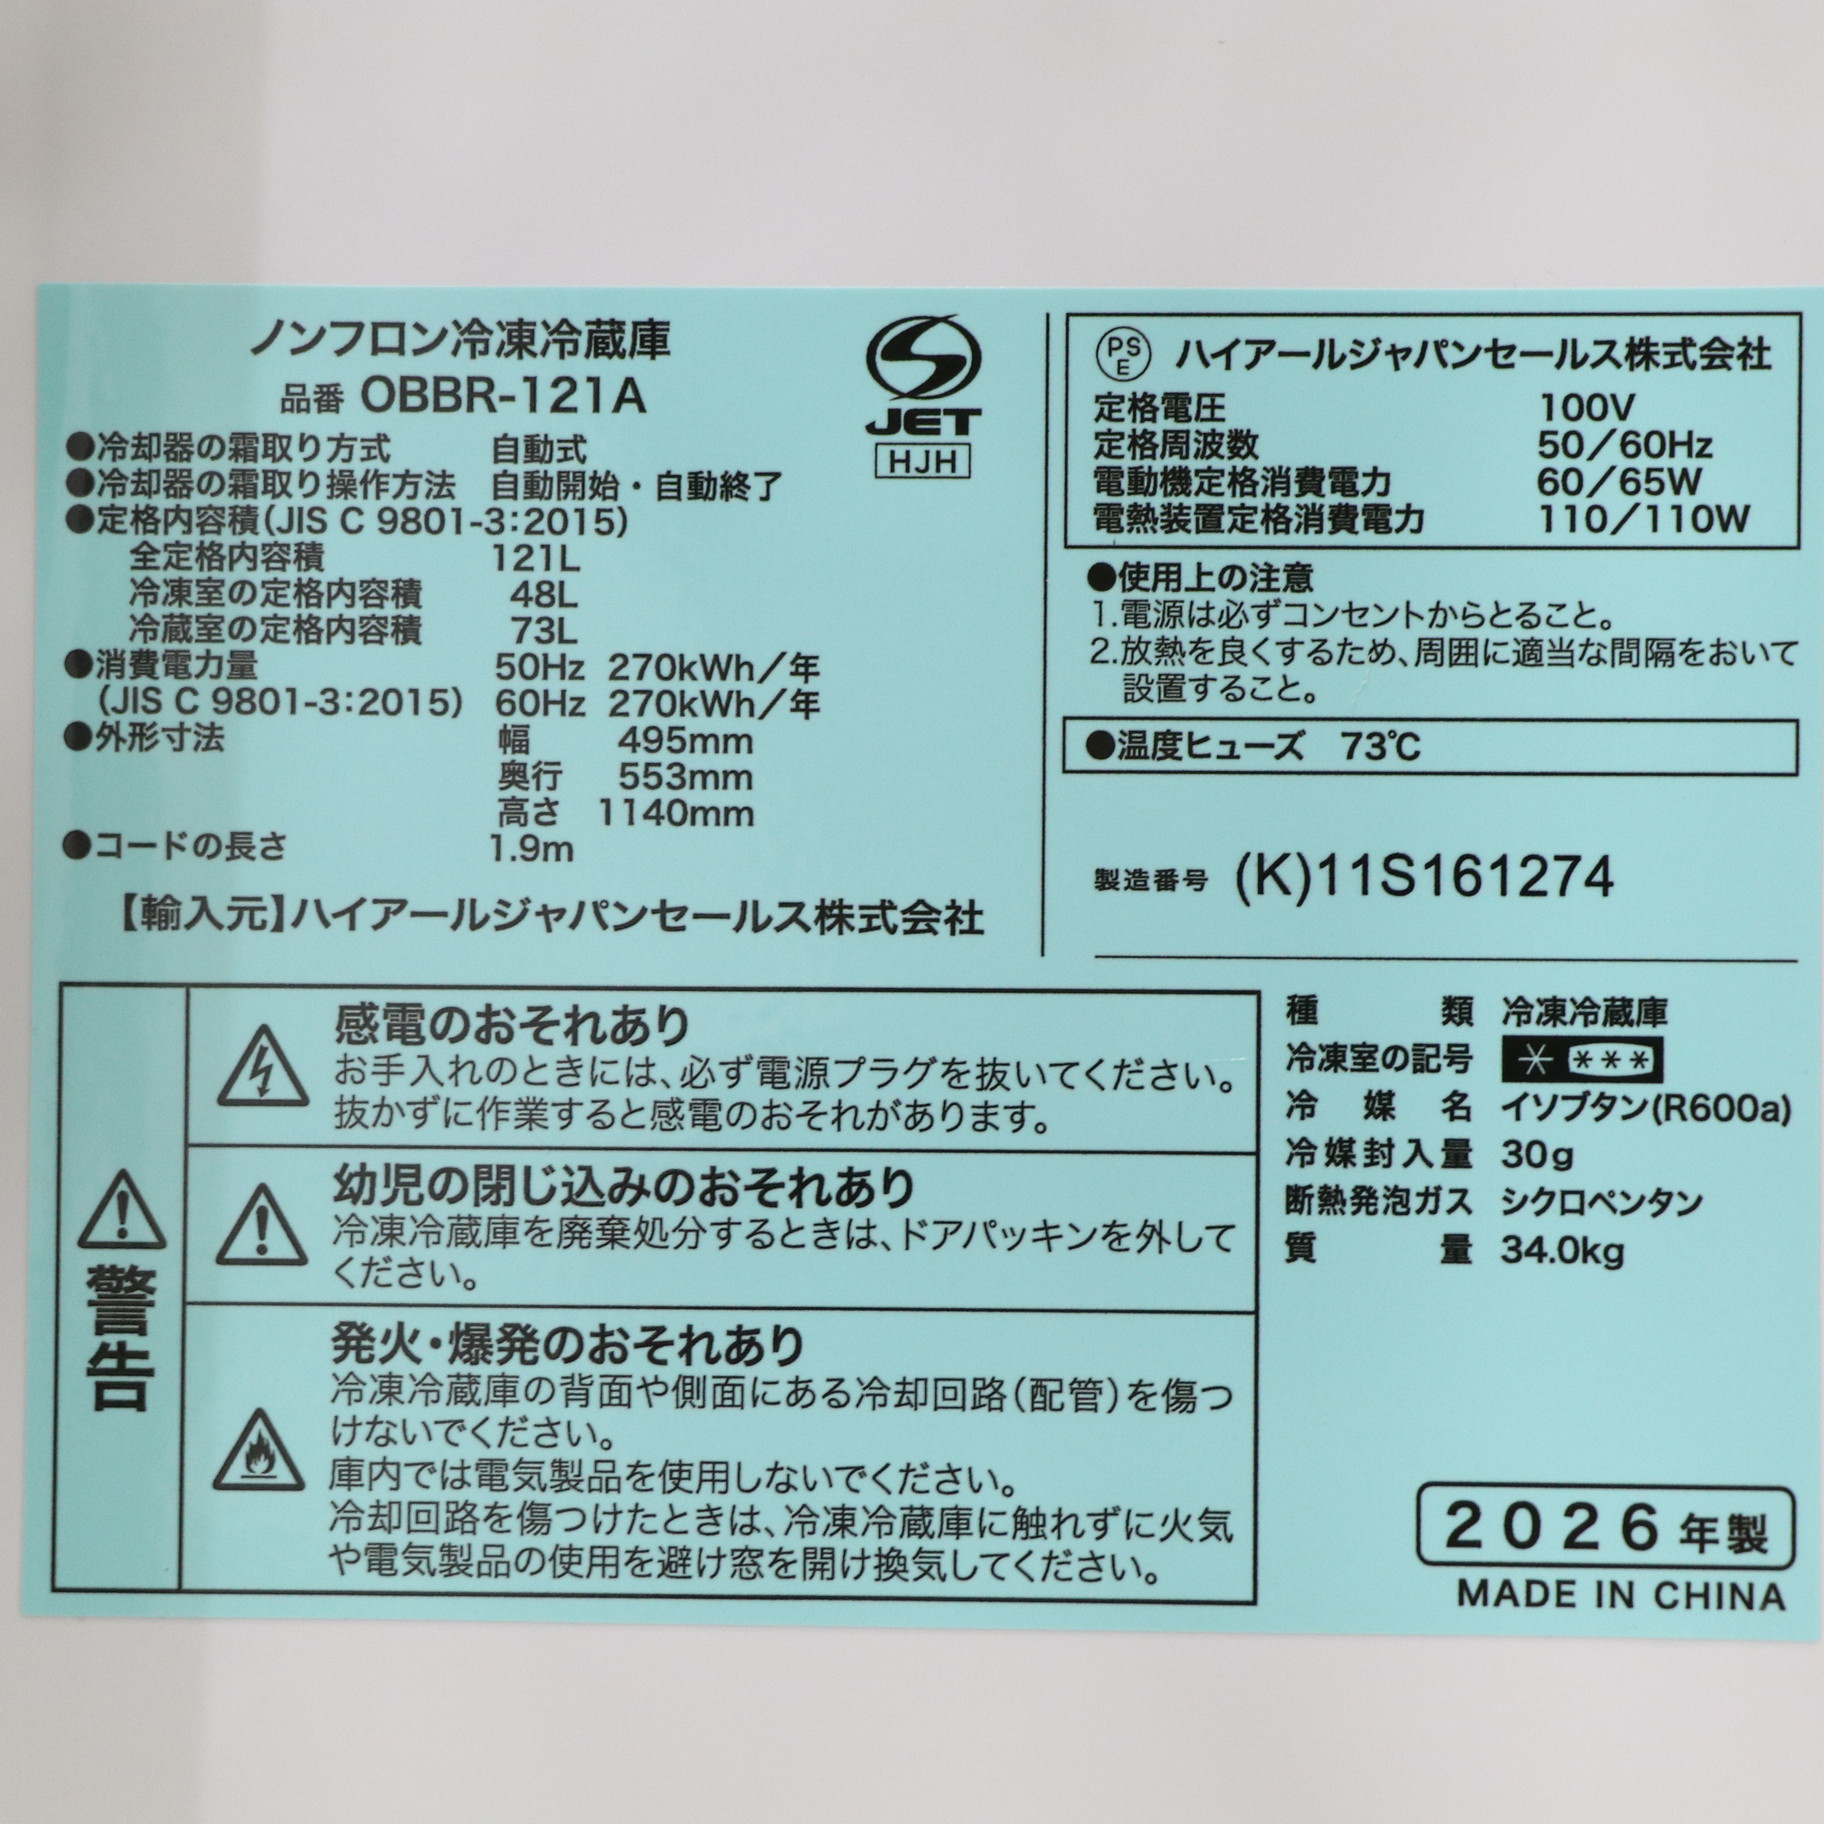 ノンフロン冷凍冷蔵庫
品番 OBBR-121A
●冷却器の霜取り方式 自動式
●冷却器の霜取り操作方法 自動開始・自動終了
●定格内容積(JIS C 9801-3:2015)
全定格内容積 121L
冷凍室の定格内容積 48L
冷蔵室の定格内容積 73L
●消費電力量 50Hz 270kWh/年
(JIS C 9801-3:2015) 60Hz 270kWh/年
●外形寸法 幅 495mm
奥行 553mm
高さ 1140mm
●コードの長さ 1.9m
【輸入元】ハイアールジャパンセールス株式会社
JET
HJH
PSE ハイアールジャパンセールス株式会社
定格電圧 100V
定格周波数 50/60Hz
電動機定格消費電力 60/65W
電熱装置定格消費電力 110/110W
●使用上の注意
1.電源は必ずコンセントからとること。
2.放熱を良くするため、周囲に適当な間隔をおいて
設置すること。
●温度ヒューズ 73℃
製造番号 (K)11S161274
警告
感電のおそれあり
お手入れのときには、必ず電源プラグを抜いてください。
抜かずに作業すると感電のおそれがあります。
幼児の閉じ込みのおそれあり
冷凍冷蔵庫を廃棄処分するときは、ドアパッキンを外して
ください。
発火・爆発のおそれあり
冷凍冷蔵庫の背面や側面にある冷却回路(配管)を傷つ
けないでください。
庫内では電気製品を使用しないでください。
冷却回路を傷つけたときは、冷凍冷蔵庫に触れずに火気
や電気製品の使用を避け窓を開け換気してください。
種類 冷凍冷蔵庫
冷凍室の記号 * ***
冷媒名 イソブタン(R600a)
冷媒封入量 30g
断熱発泡ガス シクロペンタン
質量 34.0kg
2026年製
MADE IN CHINA